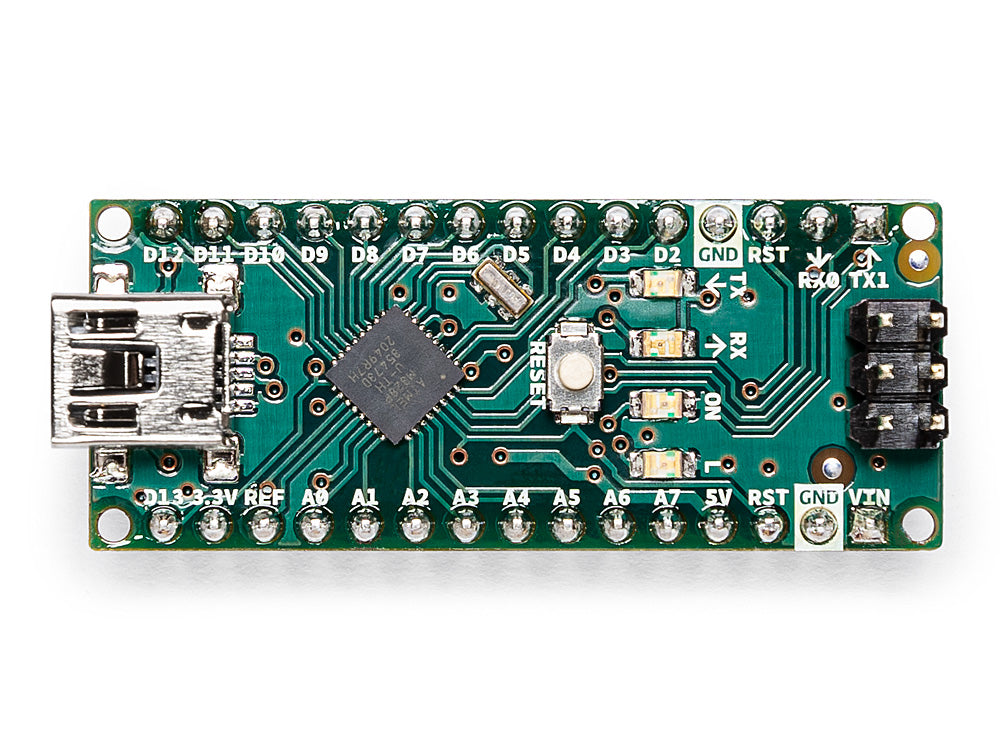 D12 D11 D10 D9 D8 D7 D6 D5 D4 D3 D2 GND RST RX0 TX1
TX
RX
RESET
ON
L
D13 3.3V REF A0 A1 A2 A3 A4 A5 A6 A7 5V RST GND VIN